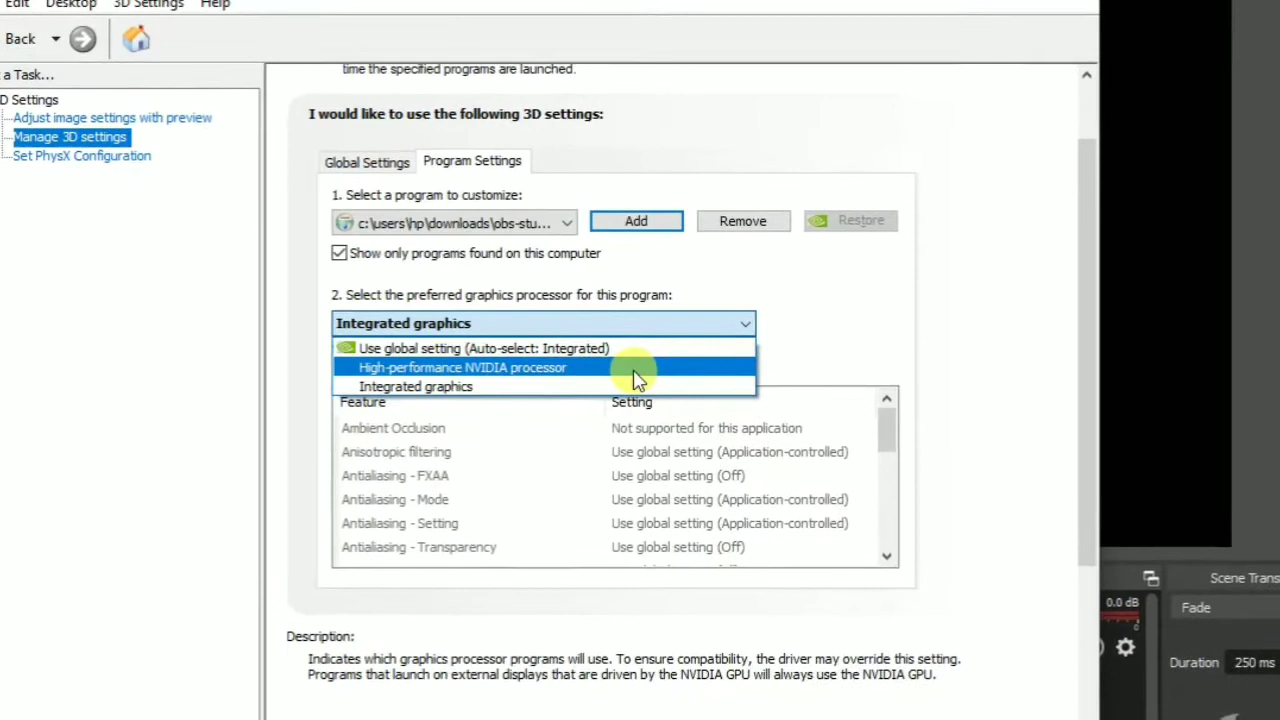 Edit Desktop 3D Settings Help
Back
a Task...
D Settings
Adjust image settings with preview
Manage 3D settings
Set PhysX Configuration
time the specified programs are launched.
I would like to use the following 3D settings:
Global Settings
Program Settings
1. Select a program to customize:
c:\users\hp\downloads\obs-stu...
Add
Remove
Restore
Show only programs found on this computer
2. Select the preferred graphics processor for this program:
Integrated graphics
Use global setting (Auto-select: Integrated)
High-performance NVIDIA processor
Integrated graphics
Feature Setting
Ambient Occlusion Not supported for this application
Anisotropic filtering Use global setting (Application-controlled)
Antialiasing - FXAA Use global setting (Off)
Antialiasing - Mode Use global setting (Application-controlled)
Antialiasing - Setting Use global setting (Application-controlled)
Antialiasing - Transparency Use global setting (Off)
Description:
Indicates which graphics processor programs will use. To ensure compatibility, the driver may override this setting.
Programs that launch on external displays that are driven by the NVIDIA GPU will always use the NVIDIA GPU.
Scene Trans
0.0 dB
0
Fade
Duration 250 ms